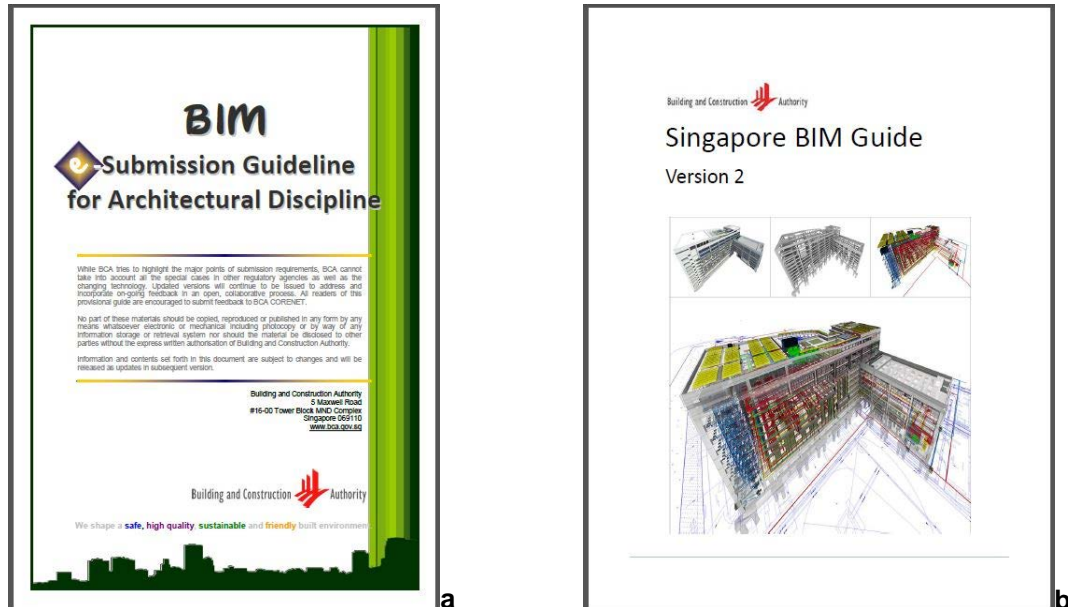 BIM
e-Submission Guideline
for Architectural Discipline
While BCA tries to highlight the major points of submission requirements, BCA cannot
take into account all the special cases in other regulatory agencies as well as the
changing technology. Updated versions will continue to be issued to address and
incorporate on-going feedback in an open, collaborative process. All readers of this
provisional guide are encouraged to submit feedback to BCA CORENET.
No part of these materials should be copied, reproduced or published in any form by any
means whatsoever electronic or mechanical including photocopy or by way of any
information storage or retrieval system nor should the material be disclosed to other
parties without the express written authorisation of Building and Construction Authority.
Information and contents set forth in this document are subject to changes and will be
released as updates in subsequent version.
Building and Construction Authority
5 Maxwell Road
#16-00 Tower Block MND Complex
Singapore 069110
www.bca.gov.sg
Building and Construction Authority
We shape a safe, high quality, sustainable and friendly built environment.
a
Building and Construction Authority
Singapore BIM Guide
Version 2
b